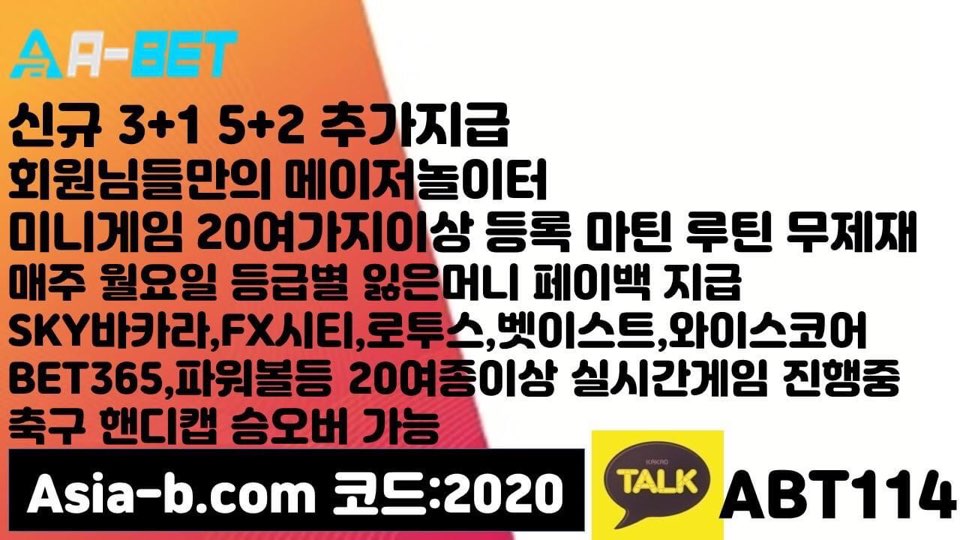 A-BET
신규 3+1 5+2 추가지급
회원님들만의 메이저놀이터
미니게임 20여가지이상 등록 마틴 루틴 무제재
매주 월요일 등급별 잃은머니 페이백 지급
SKY바카라,FX시티,로투스,벳이스트,와이스코어
BET365,파워볼등 20여종이상 실시간게임 진행중
축구 핸디캡 승오버 가능
Asia-b.com 코드:2020
KAKAO
TALK
ABT114